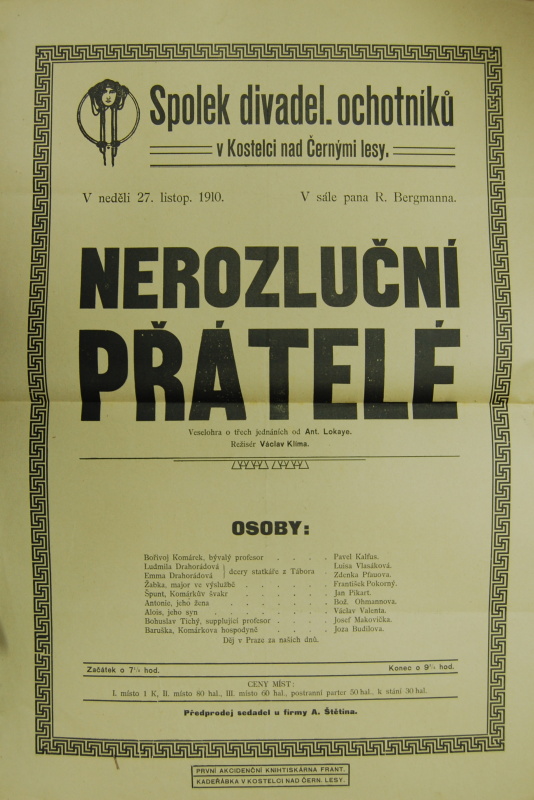 Spolek divadel. ochotníků
v Kostelci nad Černými lesy.
V neděli 27. listop. 1910. V sále pana R. Bergmanna.
NEROZLUČNÍ
PŘÁTELÉ
Veselohra o třech jednáních od Ant. Lokaye.
Režisér Václav Klíma.
OSOBY:
Bořivoj Komárek, bývalý profesor . . . . Pavel Kalfus.
Ludmila Drahorádová } dcery statkáře z Tábora . Luisa Vlasáková.
Emma Drahorádová } Zdenka Pšauova.
Žabka, major ve výslužbě . . . . . . František Pokorný.
Špunt, Komárkův švakr . . . . . . Jan Pikart.
Antonie, jeho žena . . . . . . . Bož. Ohmannova.
Alois, jeho syn . . . . . . . . Václav Valenta.
Bohuslav Tichý, supplující profesor . . . . Josef Makovička.
Baruška, Komárkova hospodyně . . . . . Joza Budilova.
Děj v Praze za našich dnů.
Začátek o 7½ hod. Konec o 9¾ hod.
CENY MÍST:
I. místo 1 K, II. místo 80 hal., III. místo 60 hal., postranní parter 50 hal., k stání 30 hal.
Předprodej sedadel u firmy A. Štětina.
PRVNÍ AKCIDENČNÍ KNIHTISKÁRNA FRANT.
KADEŘÁBKA V KOSTELCI NAD ČERN. LESY.